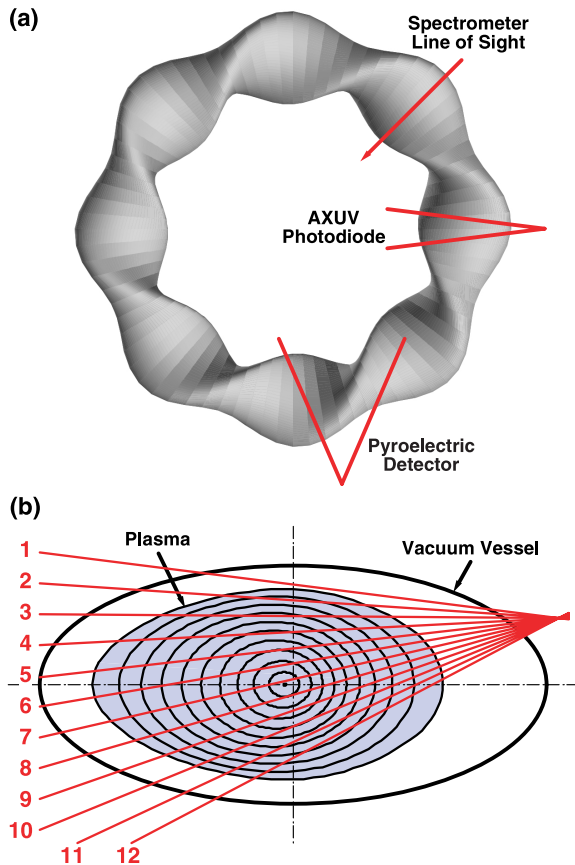 (a)
Spectrometer
Line of Sight
AXUV
Photodiode
Pyroelectric
Detector
(b)
Plasma
Vacuum Vessel
1
2
3
4
5
6
7
8
9
10
11
12